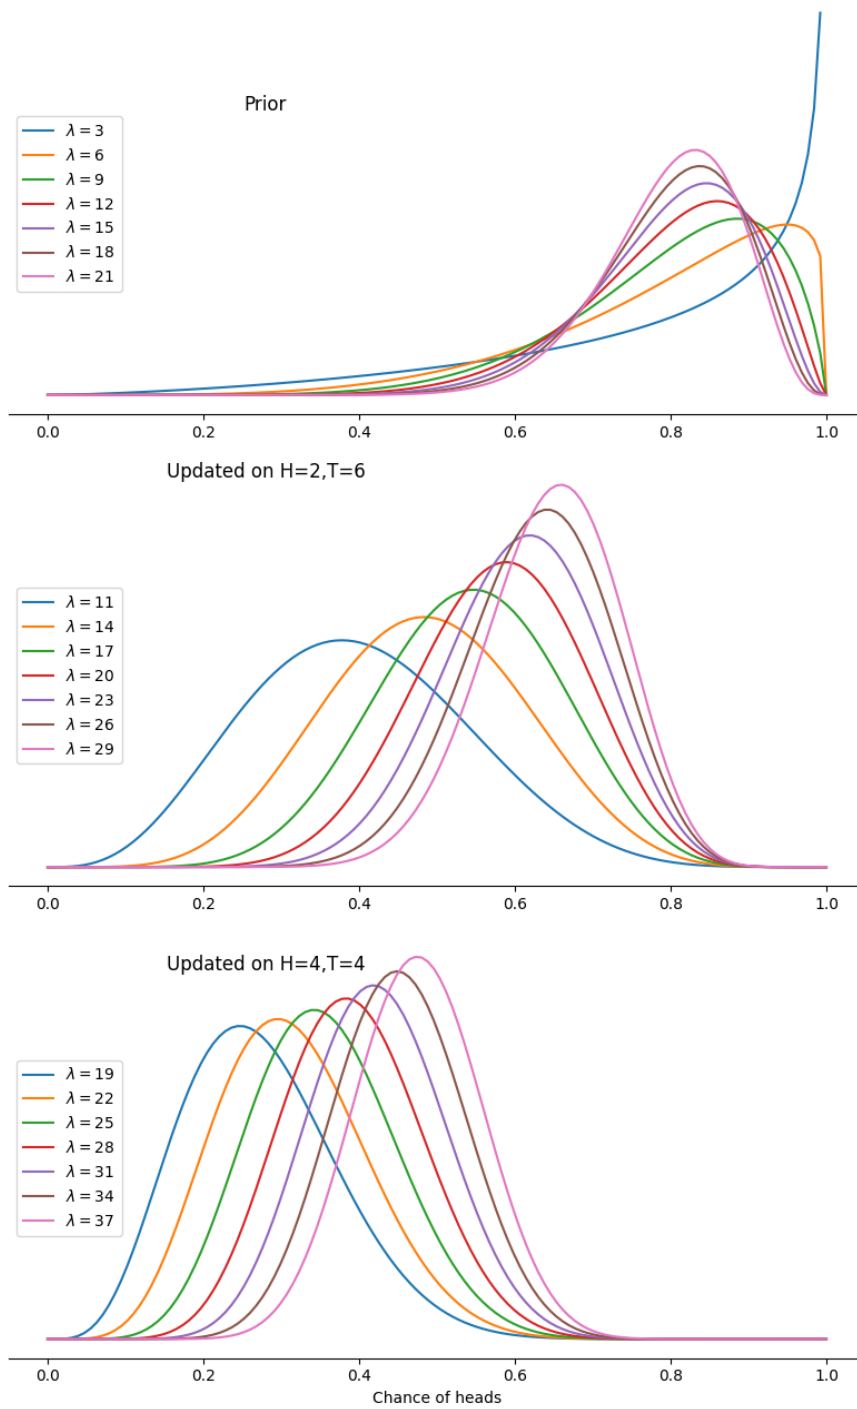 Prior
λ = 3
λ = 6
λ = 9
λ = 12
λ = 15
λ = 18
λ = 21
0.0 0.2 0.4 0.6 0.8 1.0
Updated on H=2,T=6
λ = 11
λ = 14
λ = 17
λ = 20
λ = 23
λ = 26
λ = 29
0.0 0.2 0.4 0.6 0.8 1.0
Updated on H=4,T=4
λ = 19
λ = 22
λ = 25
λ = 28
λ = 31
λ = 34
λ = 37
0.0 0.2 0.4 0.6 0.8 1.0
Chance of heads